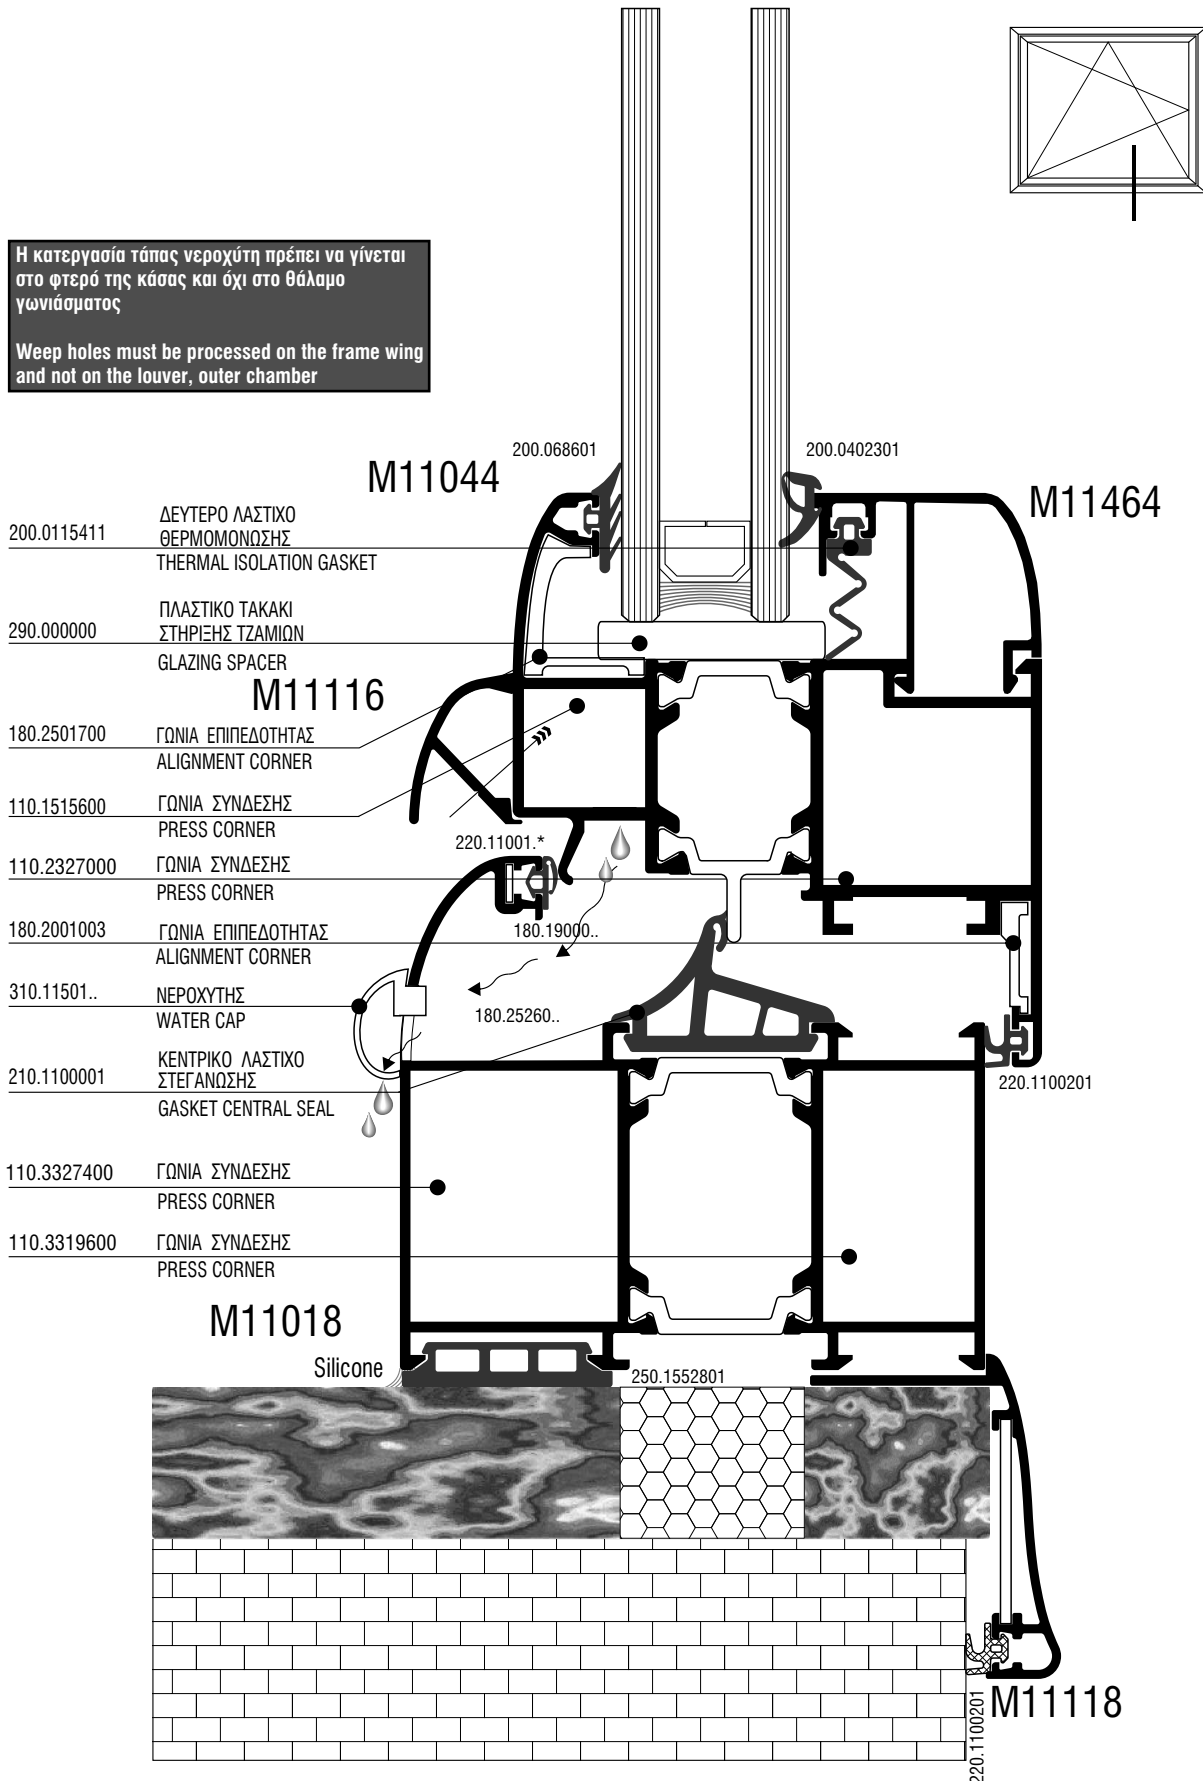 Η κατεργασία τάπας νεροχύτη πρέπει να γίνεται
στο φτερό της κάσας και όχι στο θάλαμο
γωνιάσματος
Weep holes must be processed on the frame wing
and not on the louver, outer chamber
M11044
200.068601
200.0402301
M11464
200.0115411
ΔΕΥΤΕΡΟ ΛΑΣΤΙΧΟ
ΘΕΡΜΟΜΟΝΩΣΗΣ
THERMAL ISOLATION GASKET
290.000000
ΠΛΑΣΤΙΚΟ ΤΑΚΑΚΙ
ΣΤΗΡΙΞΗΣ ΤΖΑΜΙΩΝ
GLAZING SPACER
M11116
180.2501700
ΓΩΝΙΑ ΕΠΙΠΕΔΟΤΗΤΑΣ
ALIGNMENT CORNER
110.1515600
ΓΩΝΙΑ ΣΥΝΔΕΣΗΣ
PRESS CORNER
220.11001.*
110.2327000
ΓΩΝΙΑ ΣΥΝΔΕΣΗΣ
PRESS CORNER
180.2001003
ΓΩΝΙΑ ΕΠΙΠΕΔΟΤΗΤΑΣ
ALIGNMENT CORNER
180.19000..
310.11501..
ΝΕΡΟΧΥΤΗΣ
WATER CAP
180.25260..
210.1100001
ΚΕΝΤΡΙΚΟ ΛΑΣΤΙΧΟ
ΣΤΕΓΑΝΩΣΗΣ
GASKET CENTRAL SEAL
220.1100201
110.3327400
ΓΩΝΙΑ ΣΥΝΔΕΣΗΣ
PRESS CORNER
110.3319600
ΓΩΝΙΑ ΣΥΝΔΕΣΗΣ
PRESS CORNER
M11018
Silicone
250.1552801
M11118
220.1100201